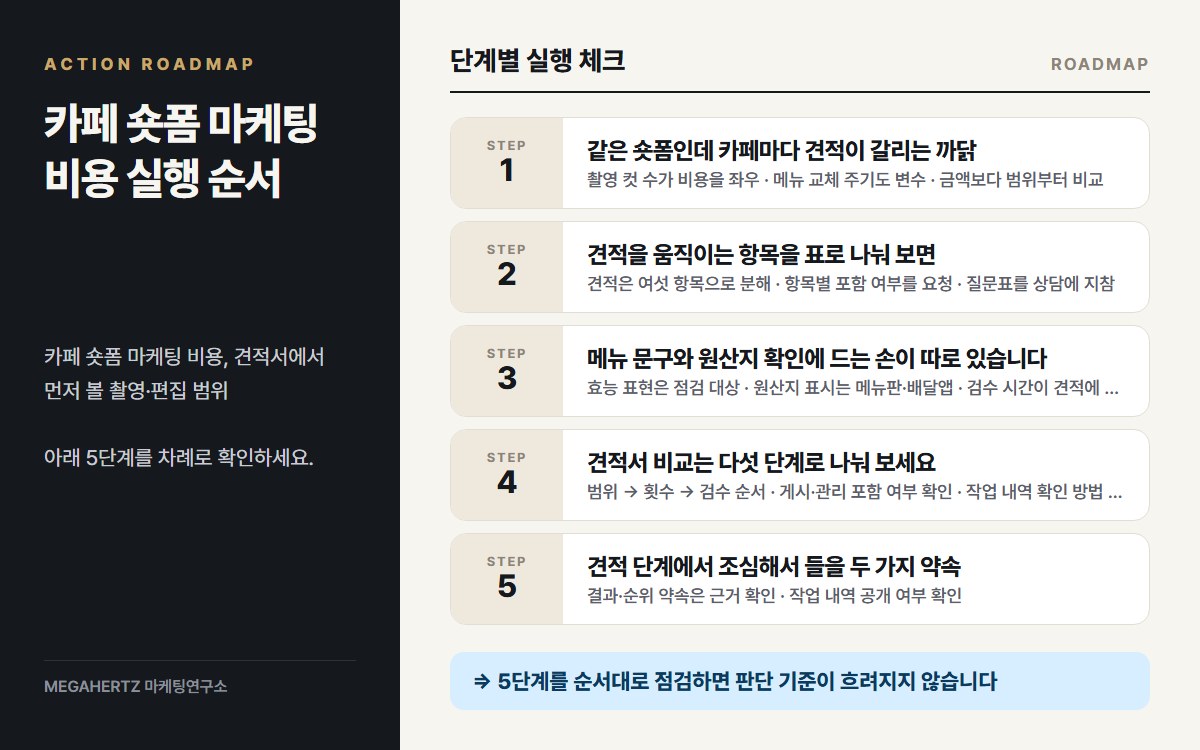 ACTION ROADMAP
카페 숏폼 마케팅
비용 실행 순서
카페 숏폼 마케팅 비용, 견적서에서
먼저 볼 촬영·편집 범위
아래 5단계를 차례로 확인하세요.
MEGAHERTZ 마케팅연구소
단계별 실행 체크
ROADMAP
STEP
1
같은 숏폼인데 카페마다 견적이 갈리는 까닭
촬영 컷 수가 비용을 좌우 · 메뉴 교체 주기도 변수 · 금액보다 범위부터 비교
STEP
2
견적을 움직이는 항목을 표로 나눠 보면
견적은 여섯 항목으로 분해 · 항목별 포함 여부를 요청 · 질문표를 상담에 지참
STEP
3
메뉴 문구와 원산지 확인에 드는 손이 따로 있습니다
효능 표현은 점검 대상 · 원산지 표시는 메뉴판·배달앱 · 검수 시간이 견적에 ...
STEP
4
견적서 비교는 다섯 단계로 나눠 보세요
범위 → 횟수 → 검수 순서 · 게시·관리 포함 여부 확인 · 작업 내역 확인 방법 ...
STEP
5
견적 단계에서 조심해서 들을 두 가지 약속
결과·순위 약속은 근거 확인 · 작업 내역 공개 여부 확인
⇒ 5단계를 순서대로 점검하면 판단 기준이 흐려지지 않습니다